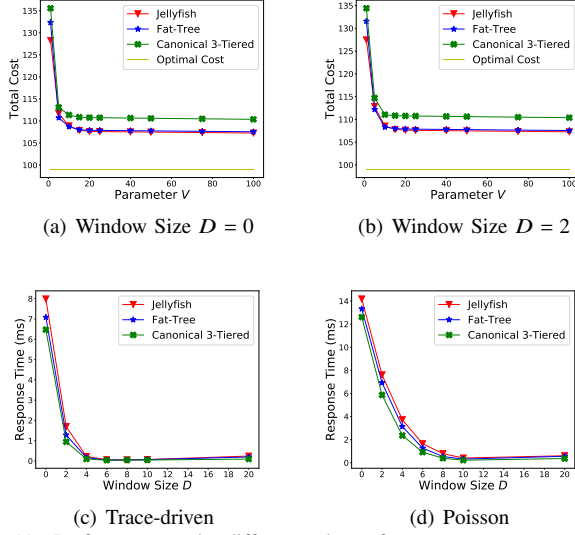 Jellyfish
Fat-Tree
Canonical 3-Tiered
Optimal Cost
Total Cost
135
130
125
120
115
110
105
100
0 20 40 60 80 100
Parameter V
(a) Window Size D = 0
Jellyfish
Fat-Tree
Canonical 3-Tiered
Optimal Cost
Total Cost
135
130
125
120
115
110
105
100
0 20 40 60 80 100
Parameter V
(b) Window Size D = 2
Jellyfish
Fat-Tree
Canonical 3-Tiered
Response Time (ms)
8
7
6
5
4
3
2
1
0
0 2 4 6 8 10 12 14 16 18 20
Window Size D
(c) Trace-driven
Jellyfish
Fat-Tree
Canonical 3-Tiered
Response Time (ms)
14
12
10
8
6
4
2
0
0 2 4 6 8 10 12 14 16 18 20
Window Size D
(d) Poisson